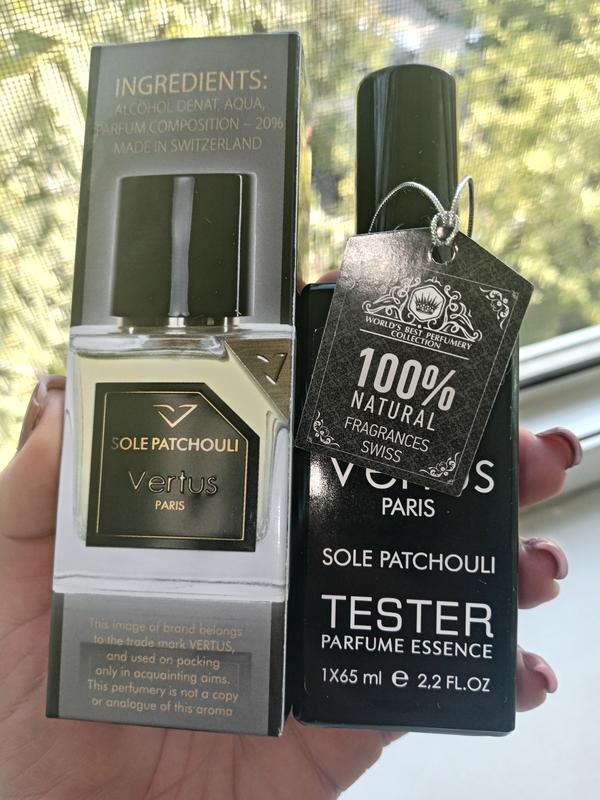 INGREDIENTS:
ALCOHOL DENAT, AQUA,
PARFUM COMPOSITION – 20%
MADE IN SWITZERLAND
SOLE PATCHOULI
Vertus
PARIS
This image of brand belongs
to the trade mark VERTUS,
and used on packing
only in acquainting aims.
This perfumery is not a copy
or analogue of this aroma
WORLD'S BEST PERFUMERY
COLLECTION
100%
NATURAL
FRAGRANCES
SWISS
Vertus
PARIS
SOLE PATCHOULI
TESTER
PARFUME ESSENCE
1X65 ml e 2,2 FL.OZ